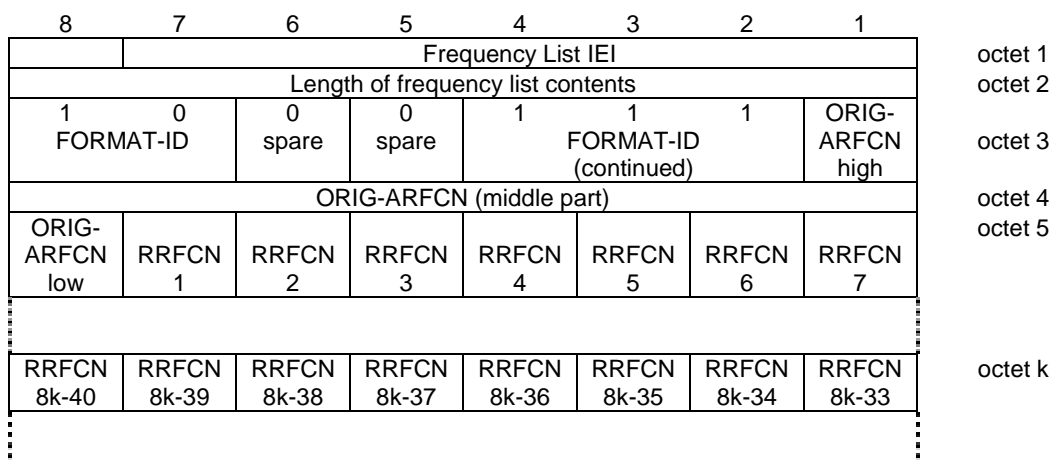 8 7 6 5 4 3 2 1
Frequency List IEI octet 1
Length of frequency list contents octet 2
1 0 0 0 1 1 1 ORIG-
FORMAT-ID spare spare FORMAT-ID ARFCN octet 3
(continued) high
ORIG-ARFCN (middle part) octet 4
ORIG- octet 5
ARFCN RRFCN RRFCN RRFCN RRFCN RRFCN RRFCN RRFCN
low 1 2 3 4 5 6 7
RRFCN RRFCN RRFCN RRFCN RRFCN RRFCN RRFCN RRFCN octet k
8k-40 8k-39 8k-38 8k-37 8k-36 8k-35 8k-34 8k-33